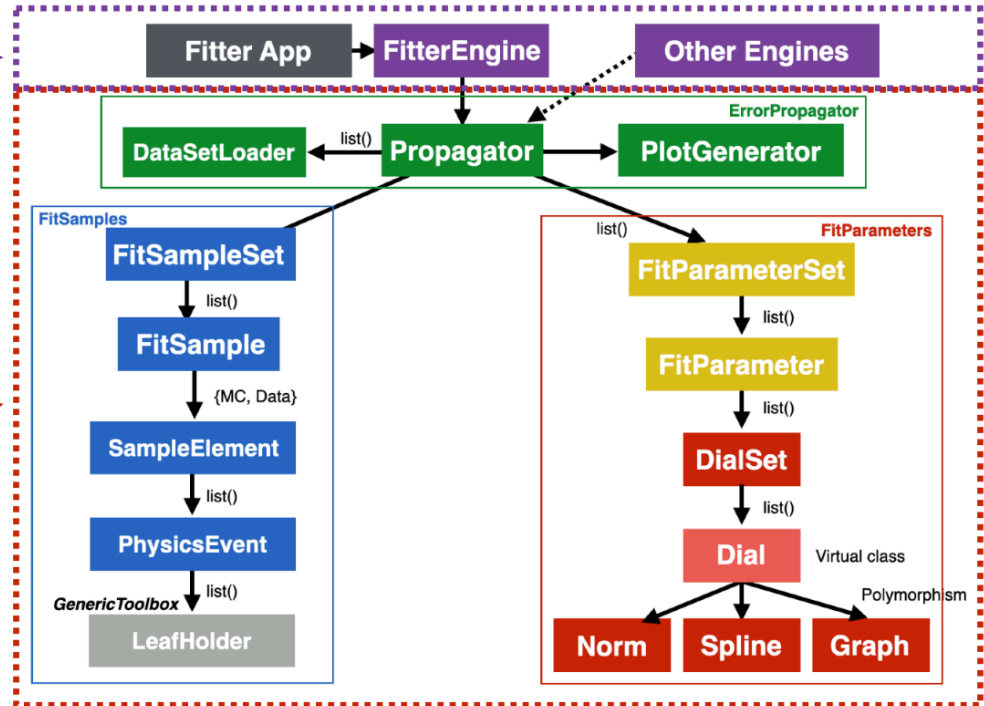 Fitter App
FitterEngine
Other Engines
ErrorPropagator
DataSetLoader
list()
Propagator
PlotGenerator
FitSamples
FitSampleSet
list()
FitSample
{MC, Data}
SampleElement
list()
PhysicsEvent
list()
GenericToolbox
LeafHolder
list()
FitParameters
FitParameterSet
list()
FitParameter
list()
DialSet
list()
Dial
Virtual class
Polymorphism
Norm
Spline
Graph